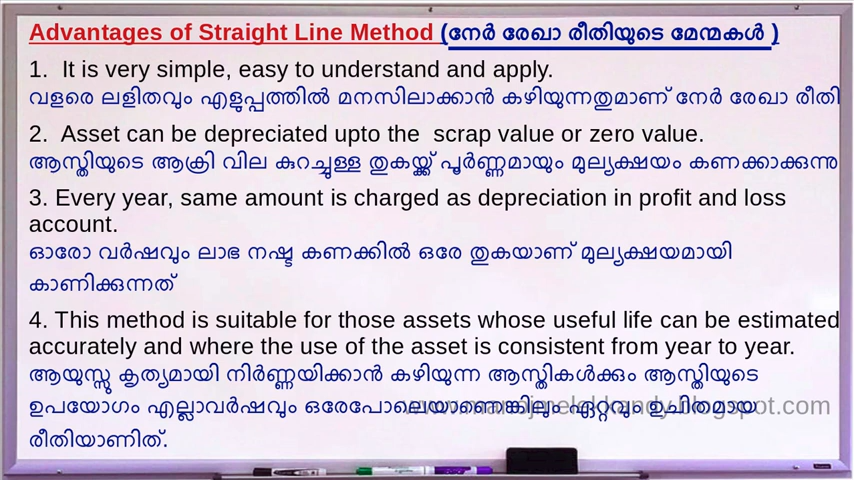 Advantages of Straight Line Method (നേർ രേഖാ രീതിയുടെ മേന്മകൾ )
1. It is very simple, easy to understand and apply.
വളരെ ലളിതവും എളുപ്പത്തിൽ മനസിലാക്കാൻ കഴിയുന്നതുമാണ് നേർ രേഖാ രീതി
2. Asset can be depreciated upto the scrap value or zero value.
ആസ്തിയുടെ ആക്രി വില കുറച്ചുള്ള തുകയ്ക്ക് പൂർണ്ണമായും മുല്യക്ഷയം കണക്കാക്കുന്നു
3. Every year, same amount is charged as depreciation in profit and loss
account.
ഓരോ വർഷവും ലാഭ നഷ്ട കണക്കിൽ ഒരേ തുകയാണ് മുല്യക്ഷയമായി
കാണിക്കുന്നത്
4. This method is suitable for those assets whose useful life can be estimated
accurately and where the use of the asset is consistent from year to year.
ആയുസ്സു കൃത്യമായി നിർണ്ണയിക്കാൻ കഴിയുന്ന ആസ്തികൾക്കും ആസ്തിയുടെ
ഉപയോഗം എല്ലാവർഷവും ഒരേപോലെയാണെങ്കിലും ഏറ്റവും ഉചിതമായ
രീതിയാണിത്.